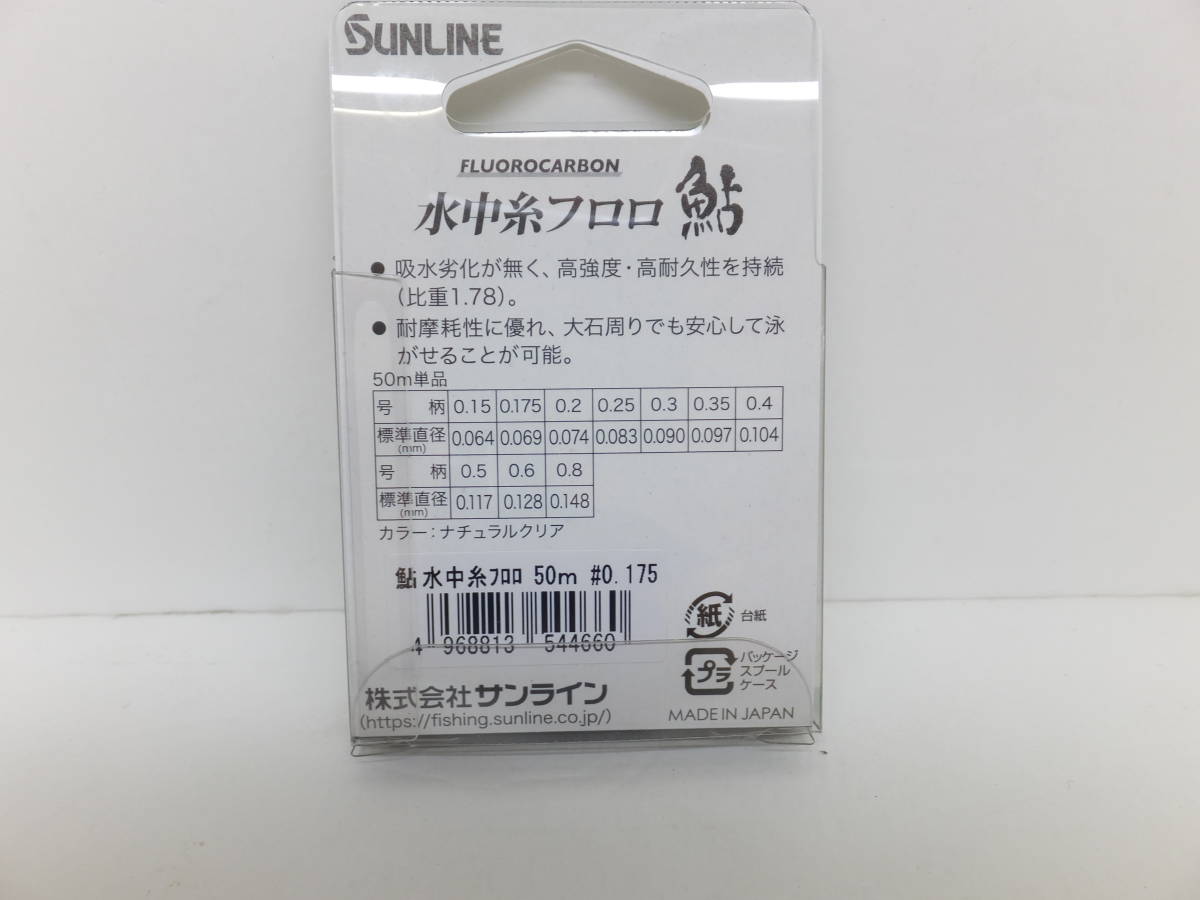 SUNLINE
FLUOROCARBON
水中糸フロロ 鮎
● 吸水劣化が無く、高強度・高耐久性を持続
(比重1.78)。
● 耐摩耗性に優れ、大石周りでも安心して泳
がせることが可能。
50m単品
号 柄 0.15 0.175 0.2 0.25 0.3 0.35 0.4
標準直径(mm) 0.064 0.069 0.074 0.083 0.090 0.097 0.104
号 柄 0.5 0.6 0.8
標準直径(mm) 0.117 0.128 0.148
カラー:ナチュラルクリア
鮎 水中糸ﾌﾛﾛ 50m #0.175
4 968813 544660
紙 台紙
プラ パッケージ
スプール
ケース
株式会社サンライン
(https://fishing.sunline.co.jp/)
MADE IN JAPAN